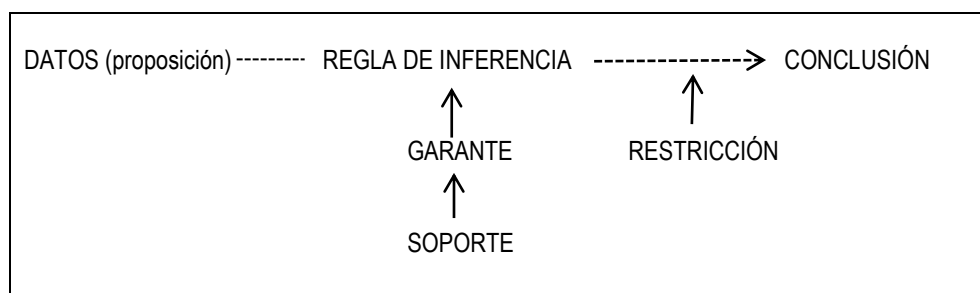 DATOS (proposición) REGLA DE INFERENCIA CONCLUSIÓN
GARANTE RESTRICCIÓN
SOPORTE